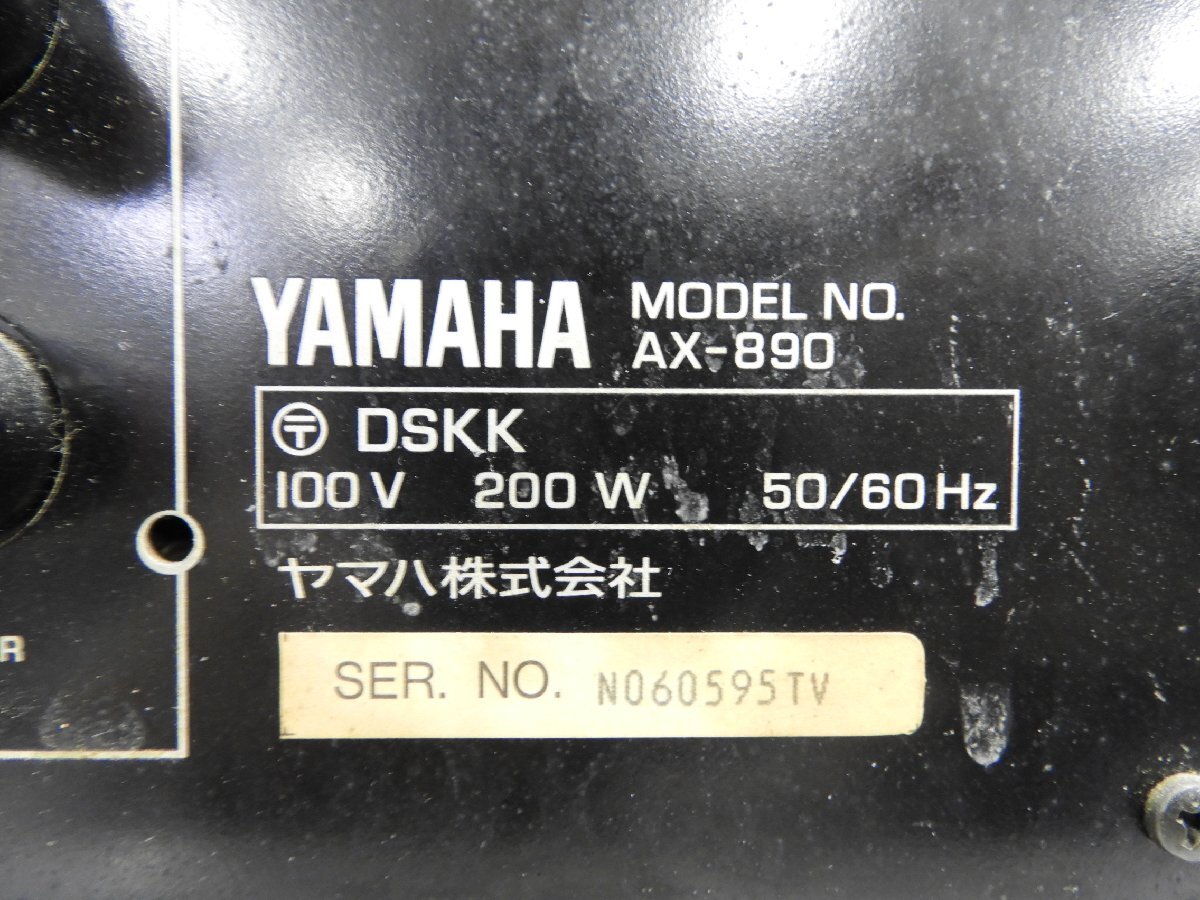 YAMAHA
MODEL NO.
AX-890
〶 DSKK
100 V 200 W 50/60 Hz
ヤマハ株式会社
R
SER. NO. N060595TV